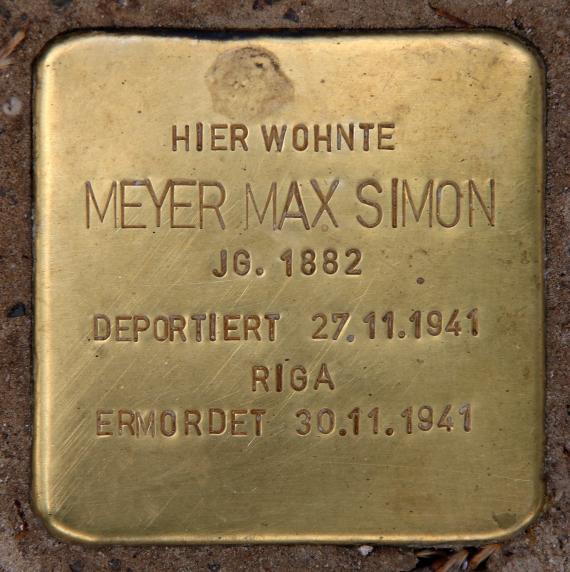 HIER WOHNTE
MEYER MAX SIMON
JG. 1882
DEPORTIERT 27.11.1941
RIGA
ERMORDET 30.11.1941